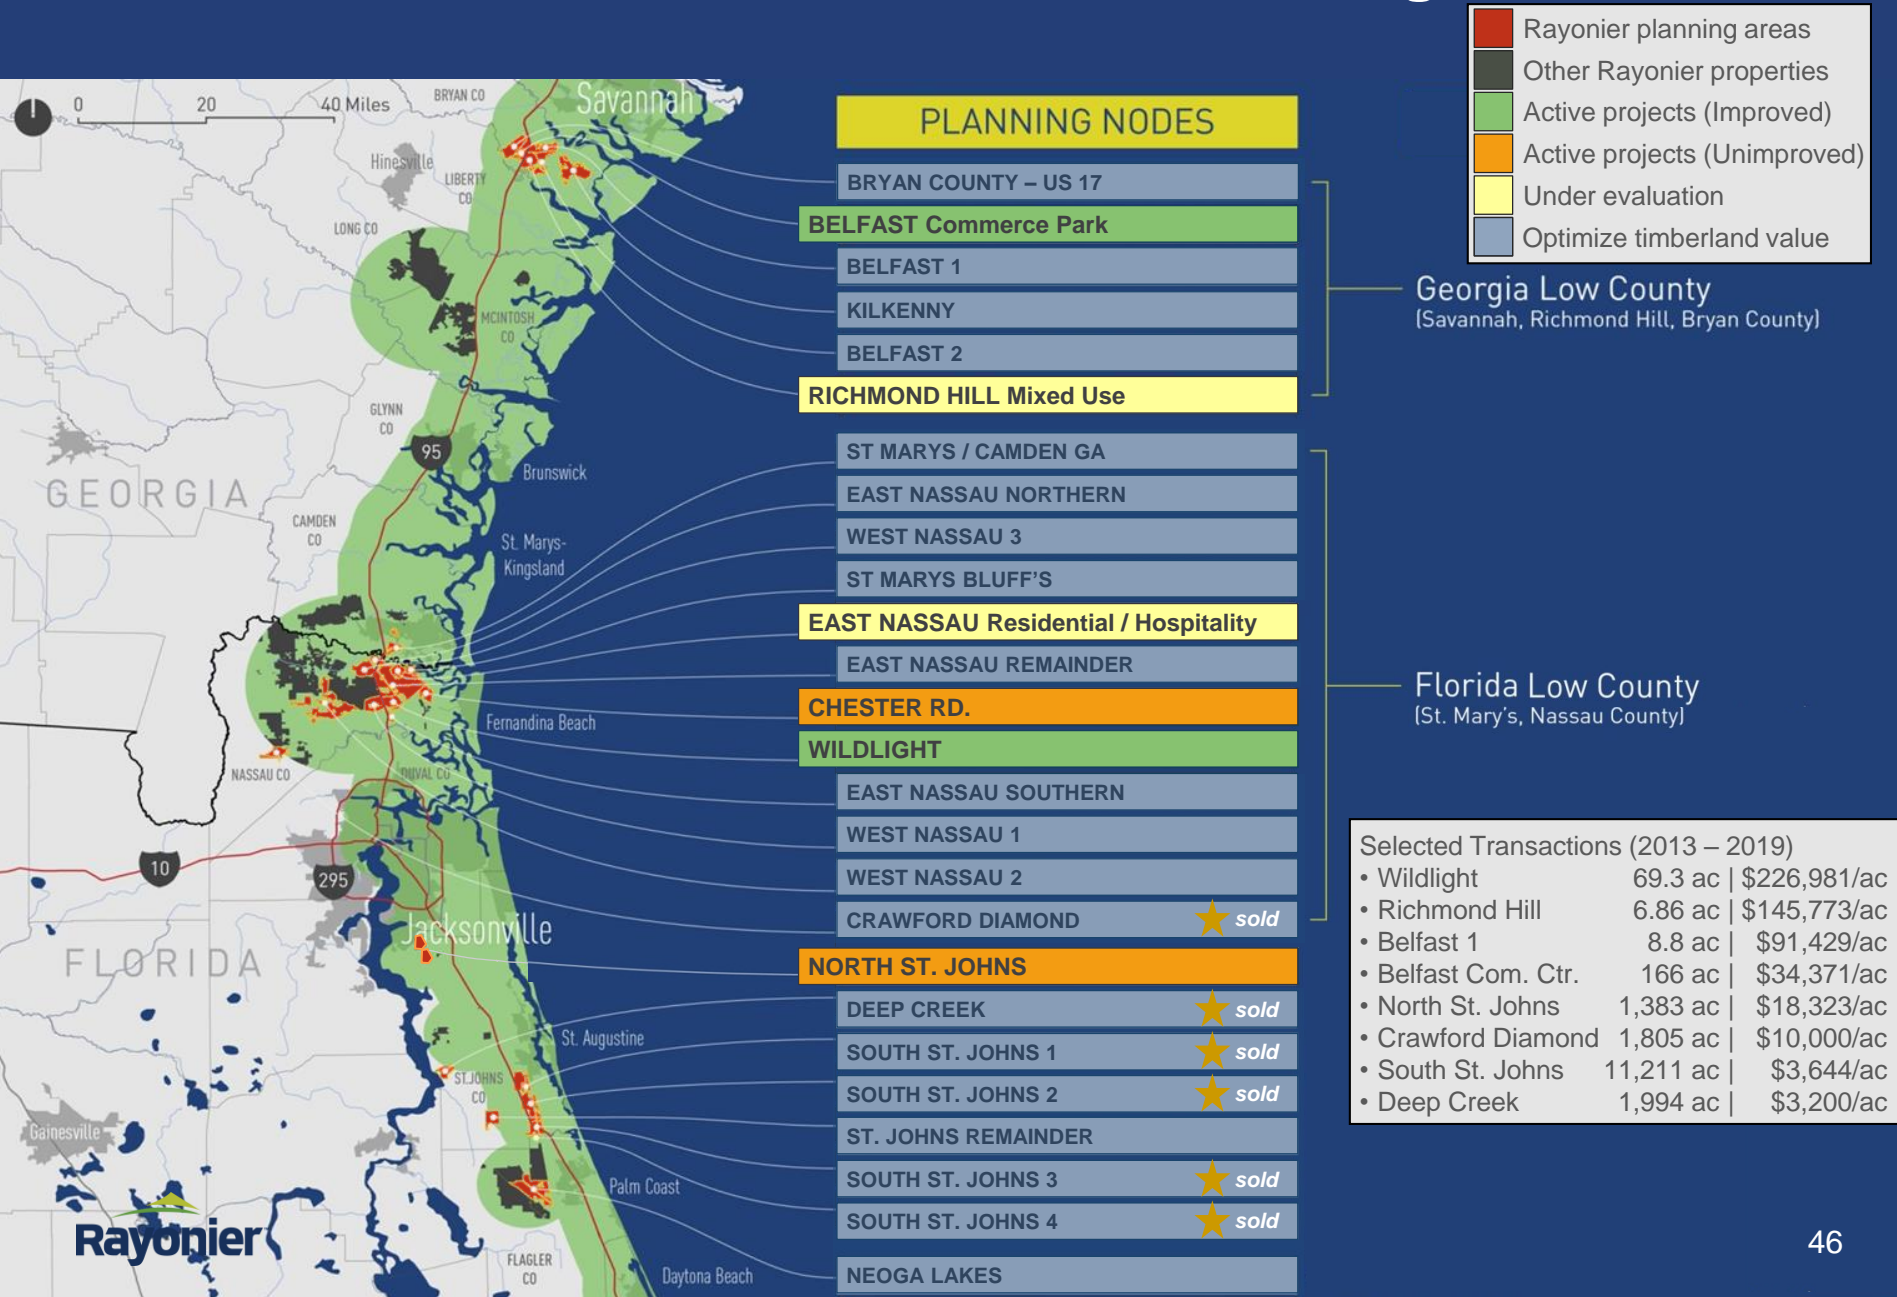 Rayonier planning areas
Other Rayonier properties
Active projects (Improved)
Active projects (Unimproved)
Under evaluation
Optimize timberland value
0 20 40 Miles
BRYAN CO
Savannah
Hinesville
LIBERTY
CO
LONG CO
MCINTOSH
CO
GLYNN
CO
95
Brunswick
GEORGIA
CAMDEN
CO
St. Marys-
Kingsland
Fernandina Beach
NASSAU CO
DUVAL CO
10
295
Jacksonville
FLORIDA
St. Augustine
ST.JOHNS
CO
Gainesville
Palm Coast
FLAGLER
CO
Daytona Beach
Rayonier
PLANNING NODES
BRYAN COUNTY – US 17
BELFAST Commerce Park
BELFAST 1
KILKENNY
BELFAST 2
RICHMOND HILL Mixed Use
Georgia Low County
(Savannah, Richmond Hill, Bryan County)
ST MARYS / CAMDEN GA
EAST NASSAU NORTHERN
WEST NASSAU 3
ST MARYS BLUFF'S
EAST NASSAU Residential / Hospitality
EAST NASSAU REMAINDER
CHESTER RD.
WILDLIGHT
EAST NASSAU SOUTHERN
WEST NASSAU 1
WEST NASSAU 2
CRAWFORD DIAMOND sold
Florida Low County
(St. Mary's, Nassau County)
NORTH ST. JOHNS
DEEP CREEK sold
SOUTH ST. JOHNS 1 sold
SOUTH ST. JOHNS 2 sold
ST. JOHNS REMAINDER
SOUTH ST. JOHNS 3 sold
SOUTH ST. JOHNS 4 sold
NEOGA LAKES
Selected Transactions (2013 – 2019)
• Wildlight 69.3 ac | $226,981/ac
• Richmond Hill 6.86 ac | $145,773/ac
• Belfast 1 8.8 ac | $91,429/ac
• Belfast Com. Ctr. 166 ac | $34,371/ac
• North St. Johns 1,383 ac | $18,323/ac
• Crawford Diamond 1,805 ac | $10,000/ac
• South St. Johns 11,211 ac | $3,644/ac
• Deep Creek 1,994 ac | $3,200/ac
46